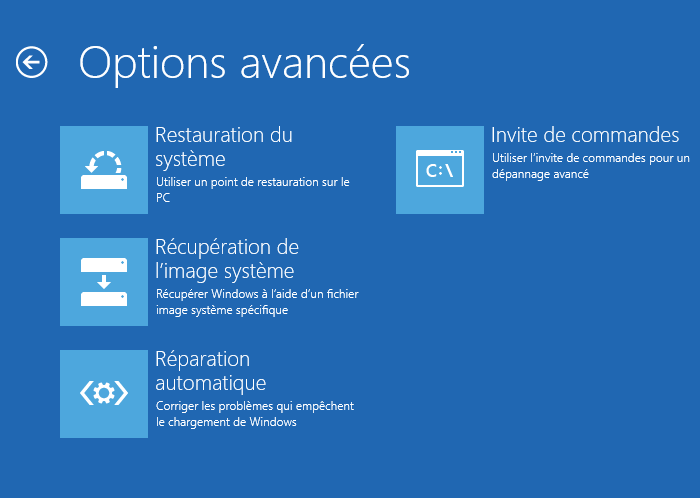 Options avancées
Restauration du
système
Utiliser un point de restauration sur le
PC
Récupération de
l'image système
Récupérer Windows à l'aide d'un fichier
image système spécifique
Réparation
automatique
Corriger les problèmes qui empêchent
le chargement de Windows
C:\
Invite de commandes
Utiliser l'invite de commandes pour un
dépannage avancé